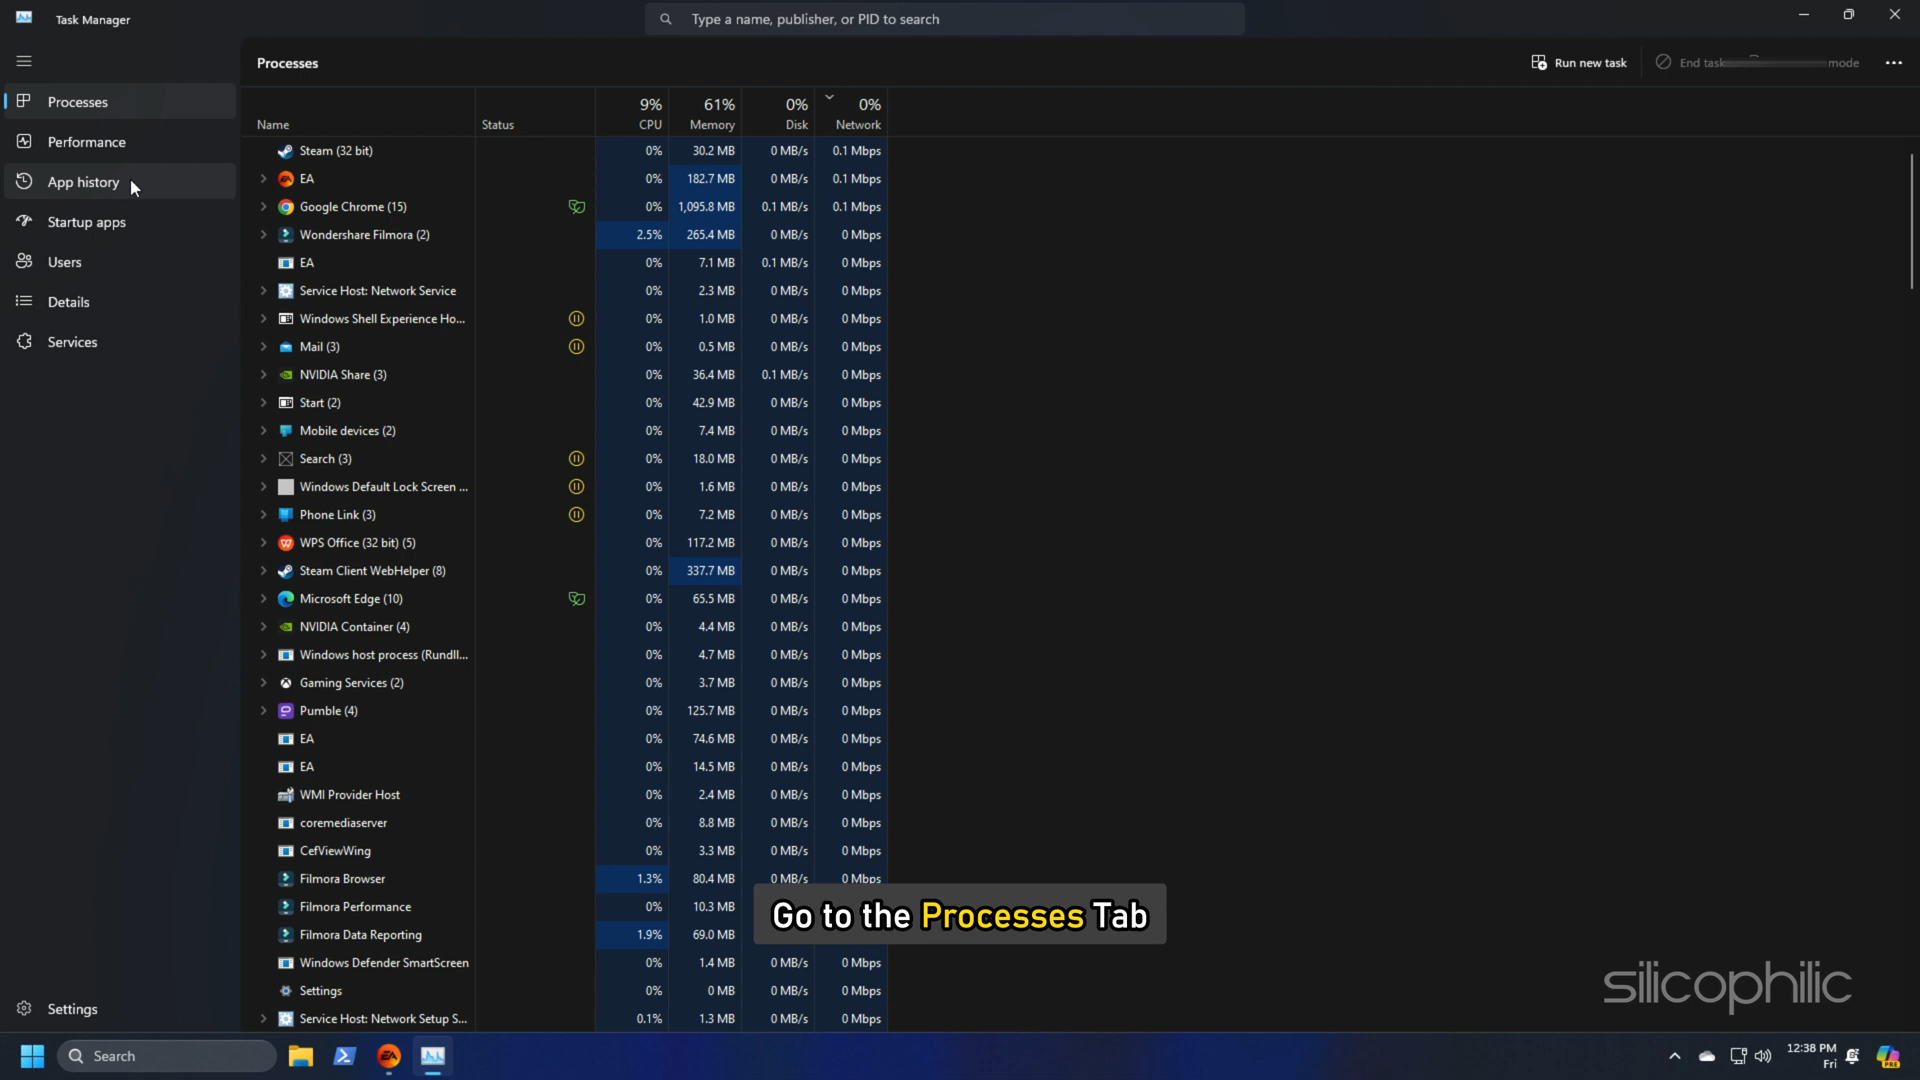 Task Manager
Type a name, publisher, or PID to search
Processes
Run new task
End task
mode
Processes
Performance
App history
Startup apps
Users
Details
Services
Settings
9% 61% 0% 0%
Name Status CPU Memory Disk Network
Steam (32 bit) 0% 30.2 MB 0 MB/s 0.1 Mbps
EA 0% 182.7 MB 0 MB/s 0.1 Mbps
Google Chrome (15) 0% 1,095.8 MB 0.1 MB/s 0.1 Mbps
Wondershare Filmora (2) 2.5% 265.4 MB 0 MB/s 0 Mbps
EA 0% 7.1 MB 0.1 MB/s 0 Mbps
Service Host: Network Service 0% 2.3 MB 0 MB/s 0 Mbps
Windows Shell Experience Ho... 0% 1.0 MB 0 MB/s 0 Mbps
Mail (3) 0% 0.5 MB 0 MB/s 0 Mbps
NVIDIA Share (3) 0% 36.4 MB 0.1 MB/s 0 Mbps
Start (2) 0% 42.9 MB 0 MB/s 0 Mbps
Mobile devices (2) 0% 7.4 MB 0 MB/s 0 Mbps
Search (3) 0% 18.0 MB 0 MB/s 0 Mbps
Windows Default Lock Screen ... 0% 1.6 MB 0 MB/s 0 Mbps
Phone Link (3) 0% 7.2 MB 0 MB/s 0 Mbps
WPS Office (32 bit) (5) 0% 117.2 MB 0 MB/s 0 Mbps
Steam Client WebHelper (8) 0% 337.7 MB 0 MB/s 0 Mbps
Microsoft Edge (10) 0% 65.5 MB 0 MB/s 0 Mbps
NVIDIA Container (4) 0% 4.4 MB 0 MB/s 0 Mbps
Windows host process (Rundll... 0% 4.7 MB 0 MB/s 0 Mbps
Gaming Services (2) 0% 3.7 MB 0 MB/s 0 Mbps
Pumble (4) 0% 125.7 MB 0 MB/s 0 Mbps
EA 0% 74.6 MB 0 MB/s 0 Mbps
EA 0% 14.5 MB 0 MB/s 0 Mbps
WMI Provider Host 0% 2.4 MB 0 MB/s 0 Mbps
coremediaserver 0% 8.8 MB 0 MB/s 0 Mbps
CefViewWing 0% 3.3 MB 0 MB/s 0 Mbps
Filmora Browser 1.3% 80.4 MB 0 MB/s 0 Mbps
Filmora Performance 0% 10.3 MB
Filmora Data Reporting 1.9% 69.0 MB
Windows Defender SmartScreen 0% 1.4 MB 0 MB/s 0 Mbps
Settings 0% 0 MB 0 MB/s 0 Mbps
Service Host: Network Setup S... 0.1% 1.3 MB 0 MB/s 0 Mbps
Go to the Processes Tab
silicophilic
Search
12:38 PM
Fri
PRE